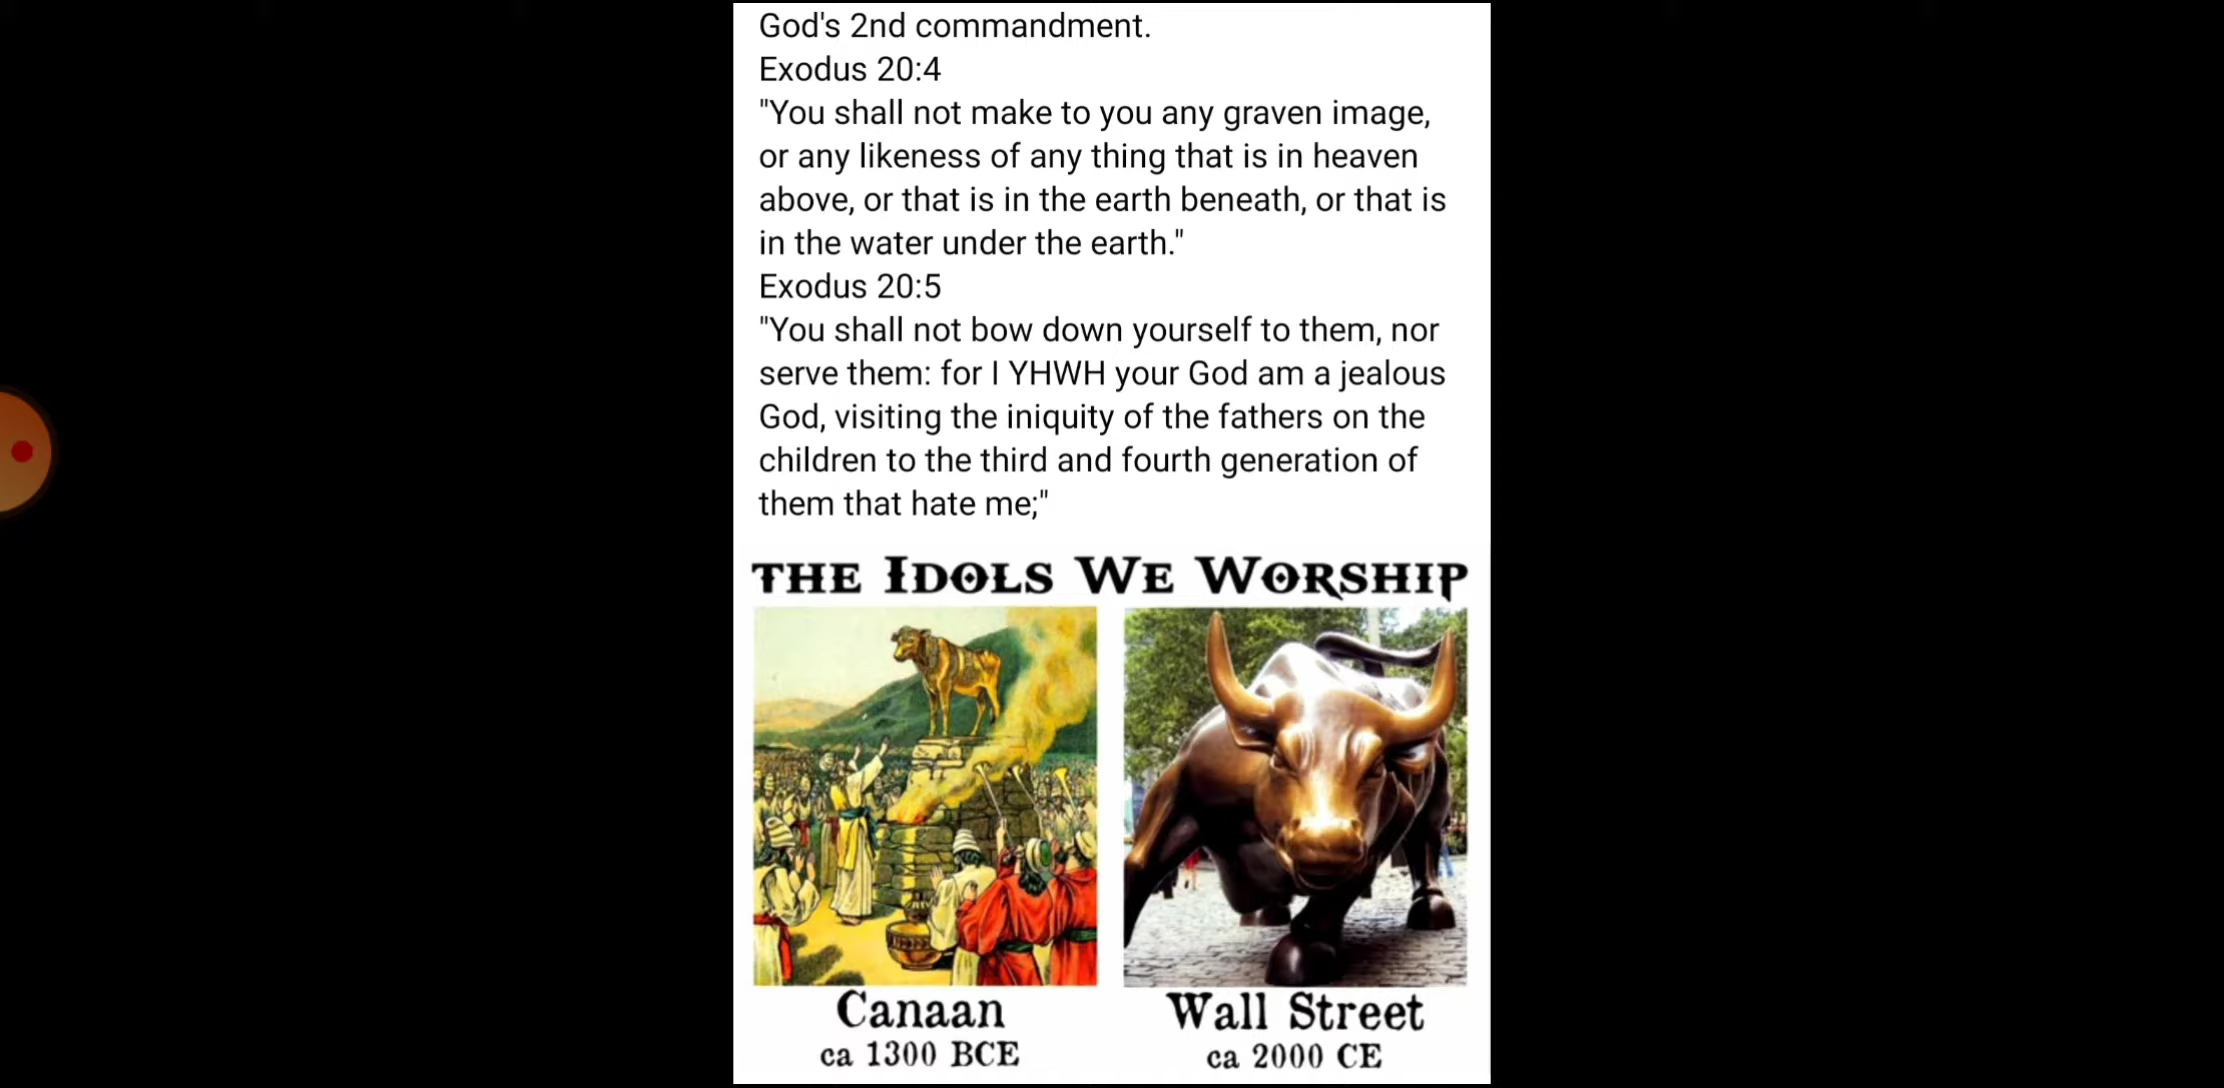 God's 2nd commandment.
Exodus 20:4
"You shall not make to you any graven image,
or any likeness of any thing that is in heaven
above, or that is in the earth beneath, or that is
in the water under the earth."
Exodus 20:5
"You shall not bow down yourself to them, nor
serve them: for I YHWH your God am a jealous
God, visiting the iniquity of the fathers on the
children to the third and fourth generation of
them that hate me;"
THE IDOLS WE WORSHIP
Canaan
ca 1300 BCE
Wall Street
ca 2000 CE